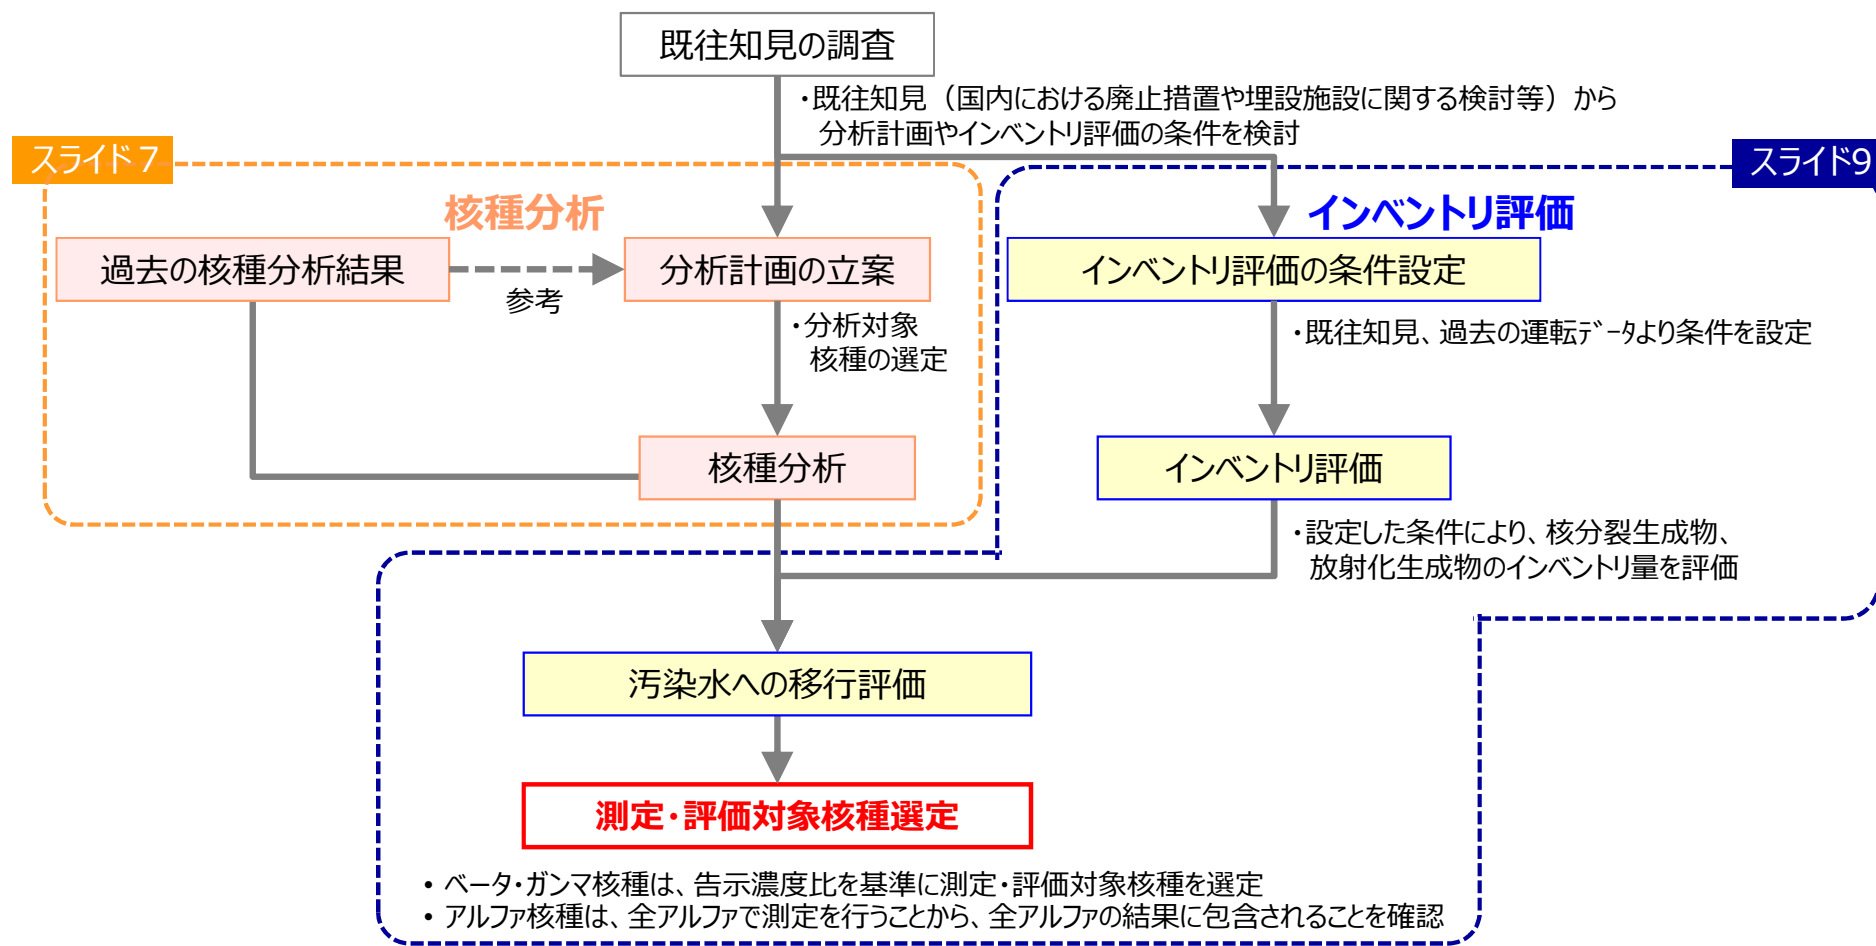 既往知見の調査
・既往知見（国内における廃止措置や埋設施設に関する検討等）から
分析計画やインベントリ評価の条件を検討
スライド７
スライド9
核種分析
インベントリ評価
過去の核種分析結果
参考
分析計画の立案
インベントリ評価の条件設定
・分析対象
核種の選定
・既往知見、過去の運転ﾃﾞｰﾀより条件を設定
核種分析
インベントリ評価
・設定した条件により、核分裂生成物、
放射化生成物のインベントリ量を評価
汚染水への移行評価
測定・評価対象核種選定
• ベータ・ガンマ核種は、告示濃度比を基準に測定・評価対象核種を選定
• アルファ核種は、全アルファで測定を行うことから、全アルファの結果に包含されることを確認